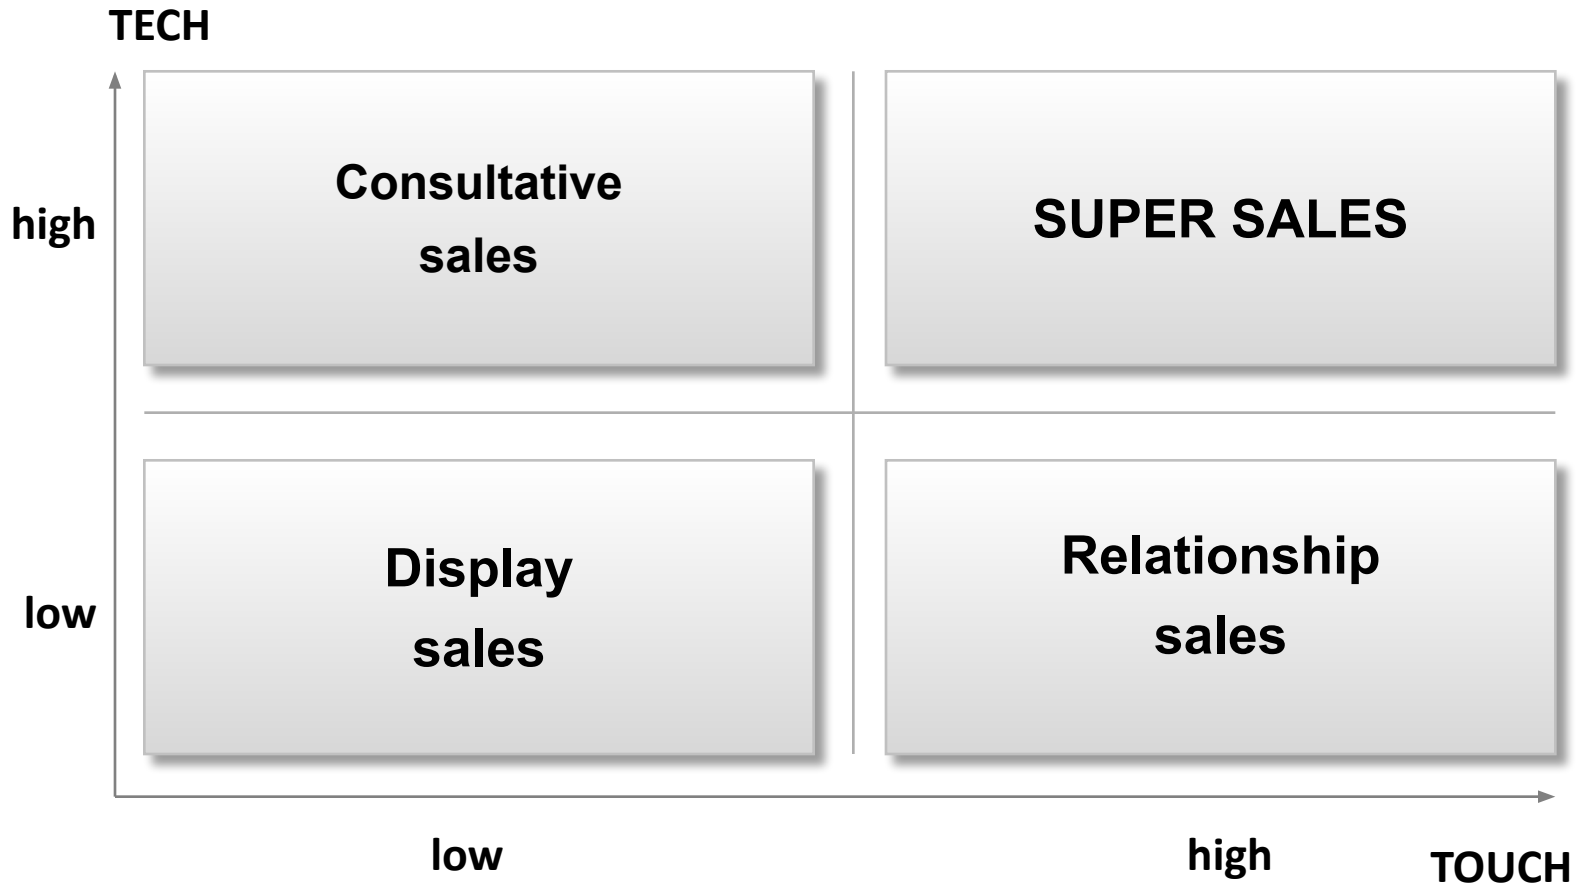 TECH
Consultative
sales
SUPER SALES
high
Display
sales
Relationship
sales
low
low
high
TOUCH